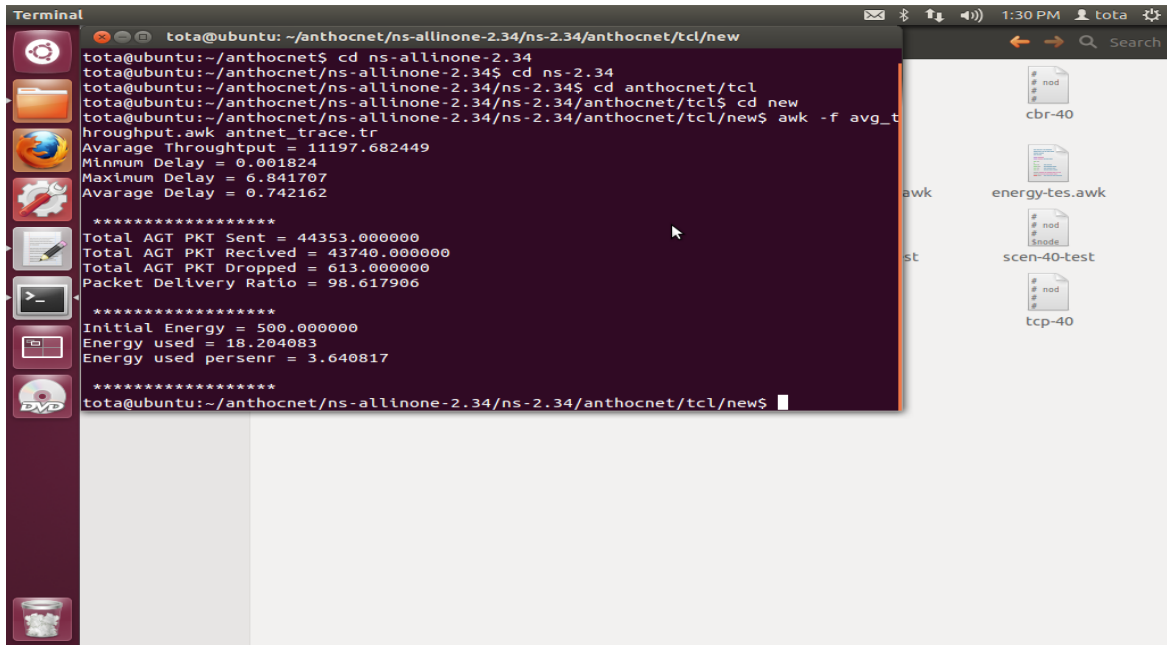 Terminal
1:30 PM
tota
tota@ubuntu: ~/anthocnet/ns-allinone-2.34/ns-2.34/anthocnet/tcl/new
Search
tota@ubuntu:~/anthocnet$ cd ns-allinone-2.34
tota@ubuntu:~/anthocnet/ns-allinone-2.34$ cd ns-2.34
tota@ubuntu:~/anthocnet/ns-allinone-2.34/ns-2.34$ cd anthocnet/tcl
tota@ubuntu:~/anthocnet/ns-allinone-2.34/ns-2.34/anthocnet/tcl$ cd new
tota@ubuntu:~/anthocnet/ns-allinone-2.34/ns-2.34/anthocnet/tcl/new$ awk -f avg_t
hroughput.awk antnet_trace.tr
Avarage Throughtput = 11197.682449
Minmum Delay = 0.001824
Maximum Delay = 6.841707
Avarage Delay = 0.742162
******************
Total AGT PKT Sent = 44353.000000
Total AGT PKT Recived = 43740.000000
Total AGT PKT Dropped = 613.000000
Packet Delivery Ratio = 98.617906
******************
Initial Energy = 500.000000
Energy used = 18.204083
Energy used persenr = 3.640817
******************
tota@ubuntu:~/anthocnet/ns-allinone-2.34/ns-2.34/anthocnet/tcl/new$
# nod
cbr-40
awk
energy-tes.awk
# nod
$node
st
scen-40-test
# nod
tcp-40
DVD